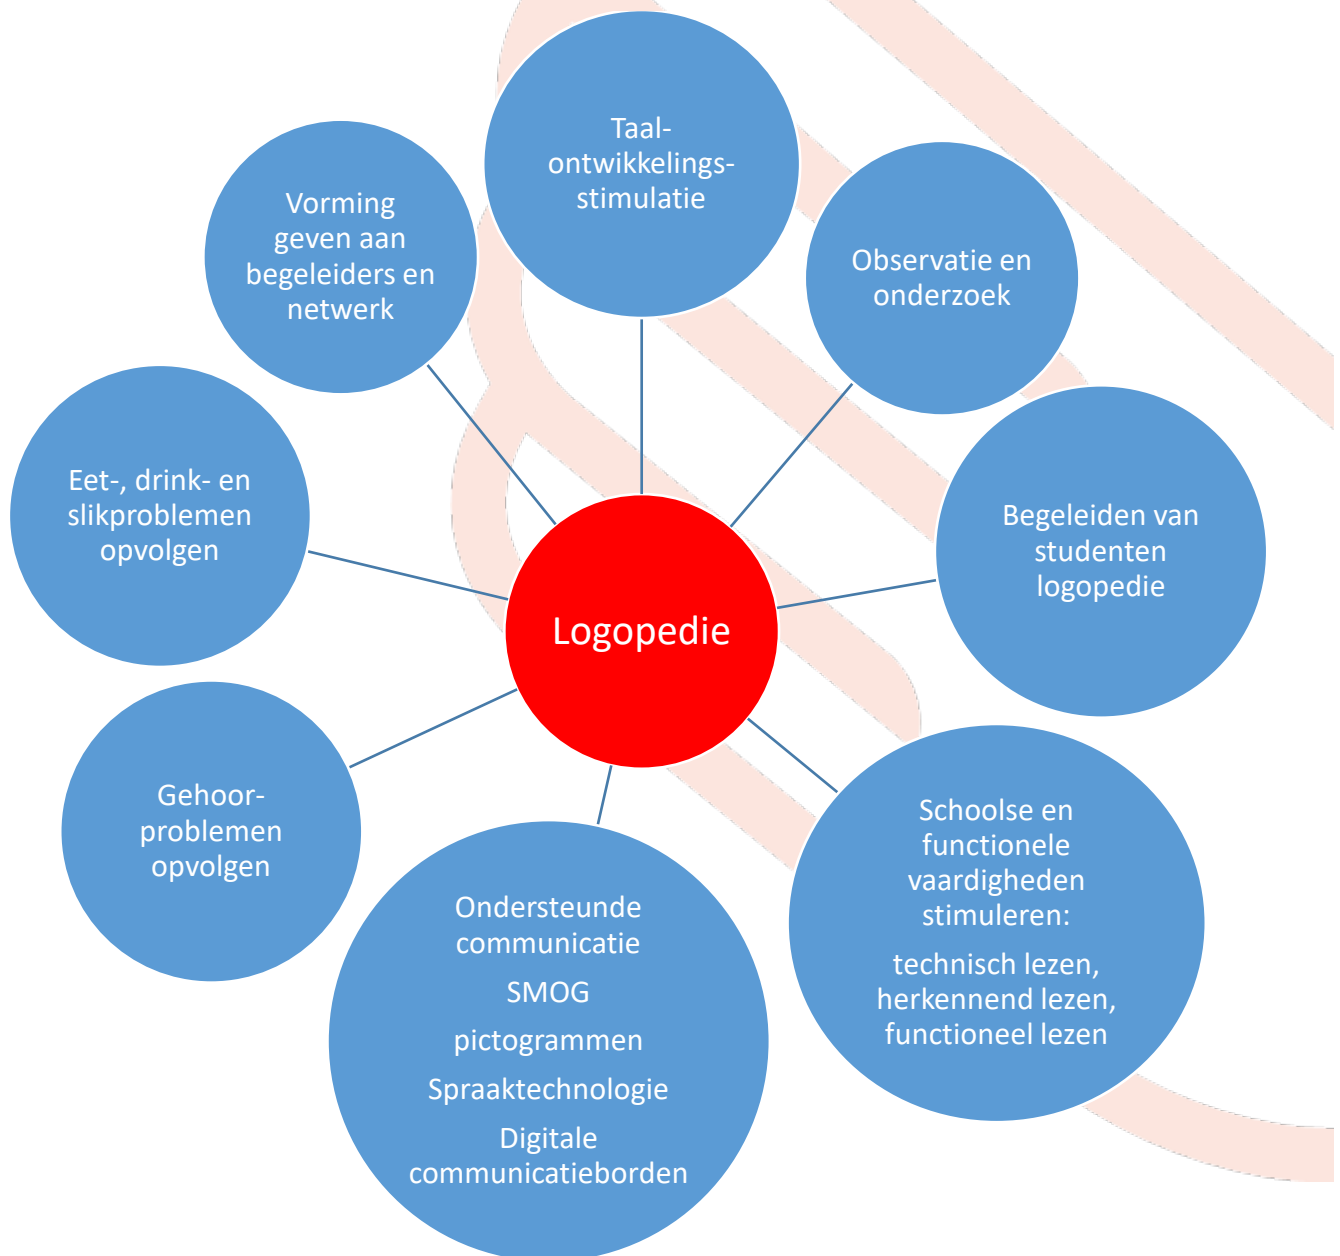 Taal-
ontwikkelings-
stimulatie
Observatie en
onderzoek
Begeleiden van
studenten
logopedie
Schoolse en
functionele
vaardigheden
stimuleren:
technisch lezen,
herkennend lezen,
functioneel lezen
Ondersteunde
communicatie
SMOG
pictogrammen
Spraaktechnologie
Digitale
communicatieborden
Gehoor-
problemen
opvolgen
Eet-, drink- en
slikproblemen
opvolgen
Vorming
geven aan
begeleiders en
netwerk
Logopedie